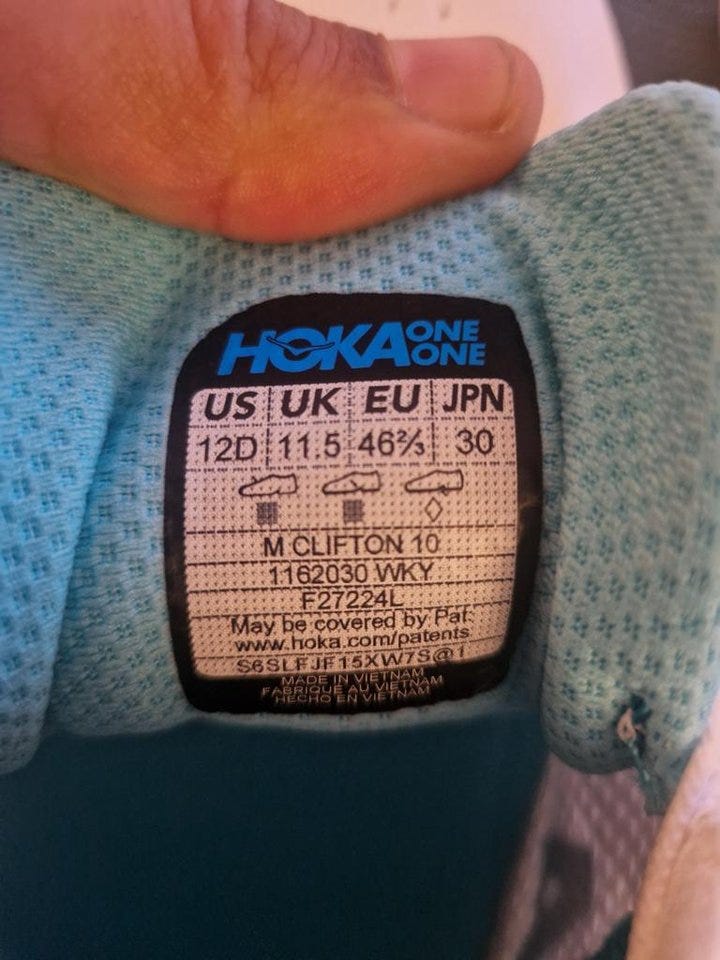 HOKA ONE ONE
US UK EU JPN
12D 11.5 46⅔ 30
M CLIFTON 10
1162030 WKY
F27224L
May be covered by Pat.
www.hoka.com/patents
S6SLFJF15XW7S@1
MADE IN VIETNAM
FABRIQUÉ AU VIETNAM
HECHO EN VIETNAM